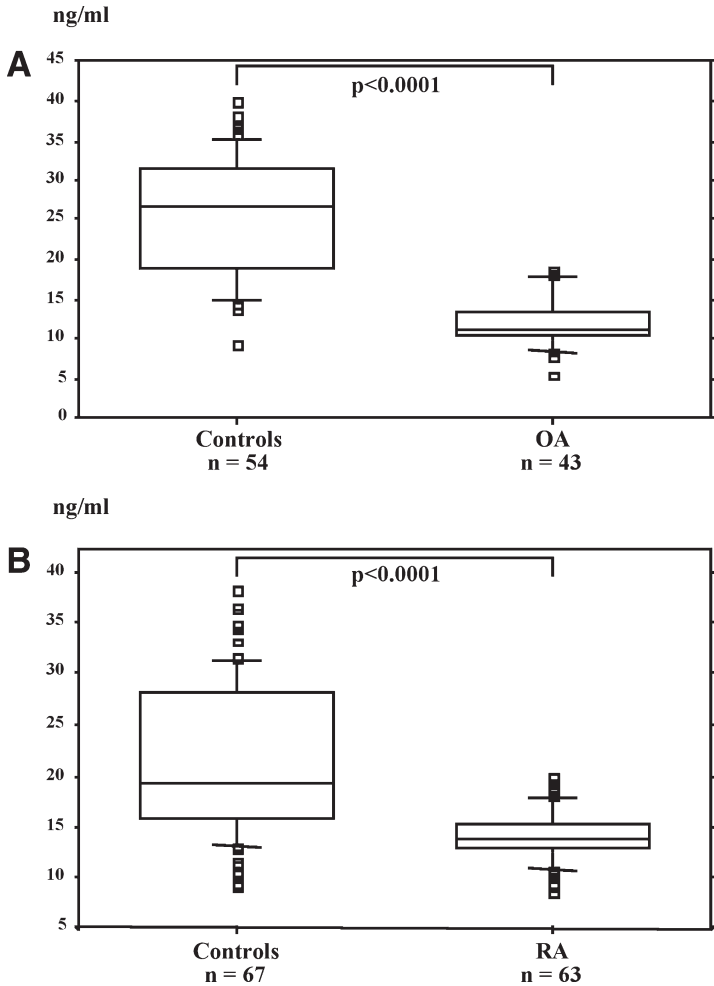 ng/ml
A
45
p<0.0001
40
35
30
25
20
15
10
5
0
Controls OA
n = 54 n = 43
ng/ml
B
40
p<0.0001
35
30
25
20
15
10
5
Controls RA
n = 67 n = 63